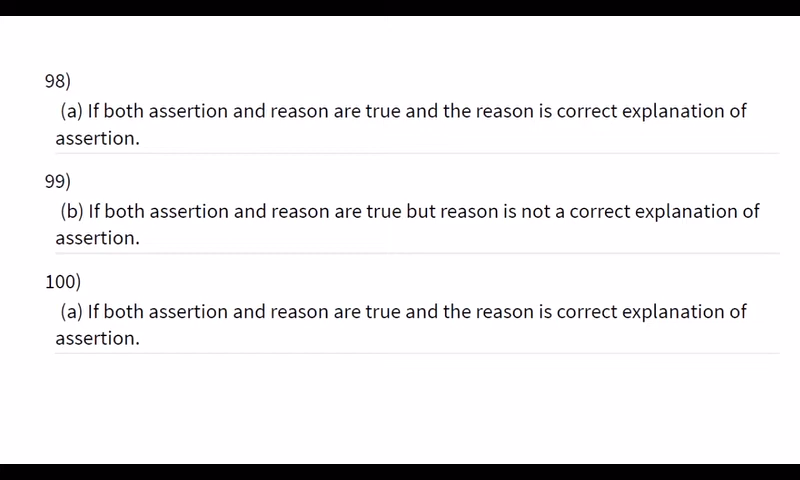 98)
(a) If both assertion and reason are true and the reason is correct explanation of
assertion.
99)
(b) If both assertion and reason are true but reason is not a correct explanation of
assertion.
100)
(a) If both assertion and reason are true and the reason is correct explanation of
assertion.